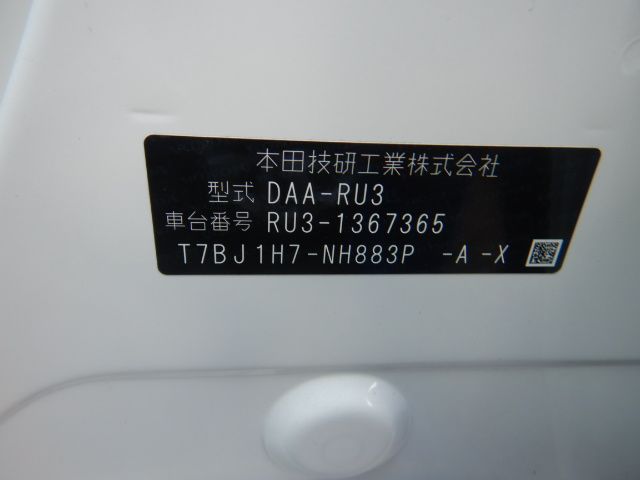 本田技研工業株式会社
型式 DAA-RU3
車台番号 RU3-1367365
T7BJ1H7-NH883P -A -X